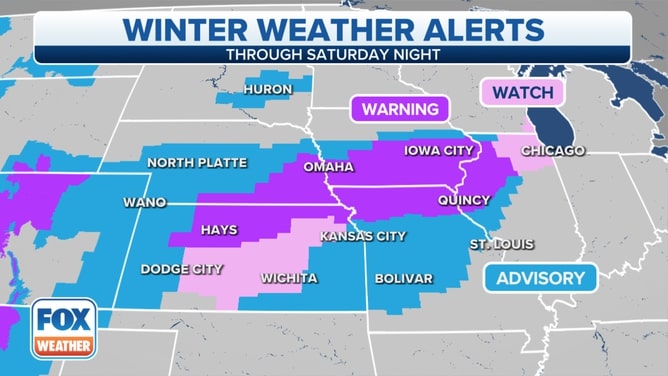 WINTER WEATHER ALERTS
THROUGH SATURDAY NIGHT
HURON
WARNING
WATCH
NORTH PLATTE
OMAHA
IOWA CITY
CHICAGO
WANO
HAYS
QUINCY
KANSAS CITY
ST. LOUIS
DODGE CITY
WICHITA
BOLIVAR
ADVISORY
FOX
WEATHER